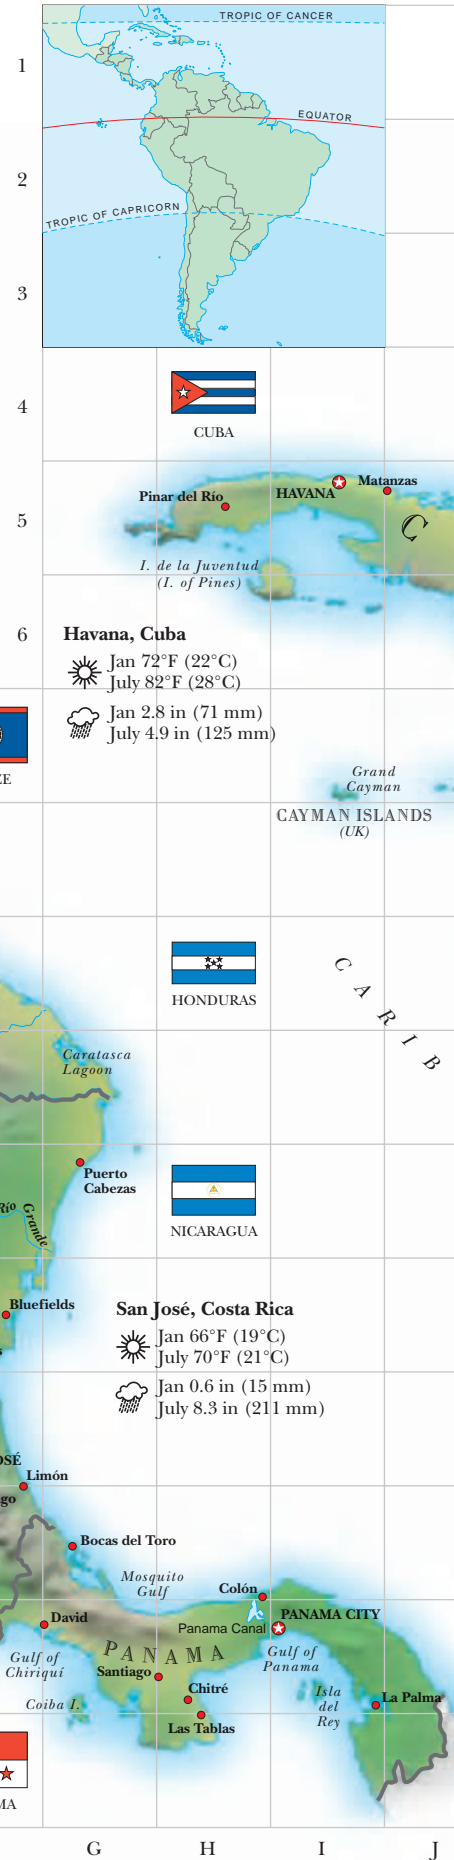 TROPIC OF CANCER
1
EQUATOR
2
TROPIC OF CAPRICORN
3
4
CUBA
Pinar del Río
HAVANA
Matanzas
5
C
I. de la Juventud
(I. of Pines)
6
Havana, Cuba
Jan 72°F (22°C)
July 82°F (28°C)
Jan 2.8 in (71 mm)
July 4.9 in (125 mm)
ZE
Grand
Cayman
CAYMAN ISLANDS
(UK)
HONDURAS
C A R I B
Caratasca
Lagoon
Puerto
Cabezas
NICARAGUA
Río Grande
Bluefields
s
San José, Costa Rica
Jan 66°F (19°C)
July 70°F (21°C)
Jan 0.6 in (15 mm)
July 8.3 in (211 mm)
OSÉ
Limón
go
Bocas del Toro
Mosquito
Gulf
Colón
David
Panama Canal
PANAMA CITY
PANAMA
Gulf of
Chiriquí
Gulf of
Panama
Santiago
Chitré
Coiba I.
Isla
del
Rey
La Palma
Las Tablas
MA
G H I J